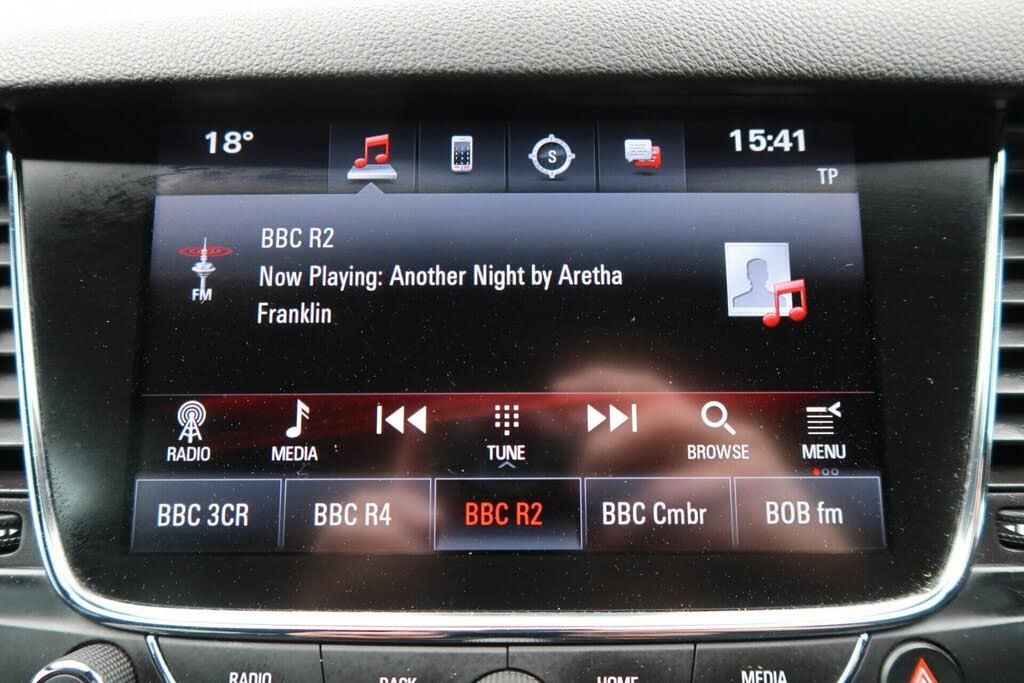 18°
S
15:41
TP
FM
BBC R2
Now Playing: Another Night by Aretha
Franklin
RADIO
MEDIA
TUNE
BROWSE
MENU
BBC 3CR
BBC R4
BBC R2
BBC Cmbr
BOB fm
RADIO
BACK
HOME
MEDIA